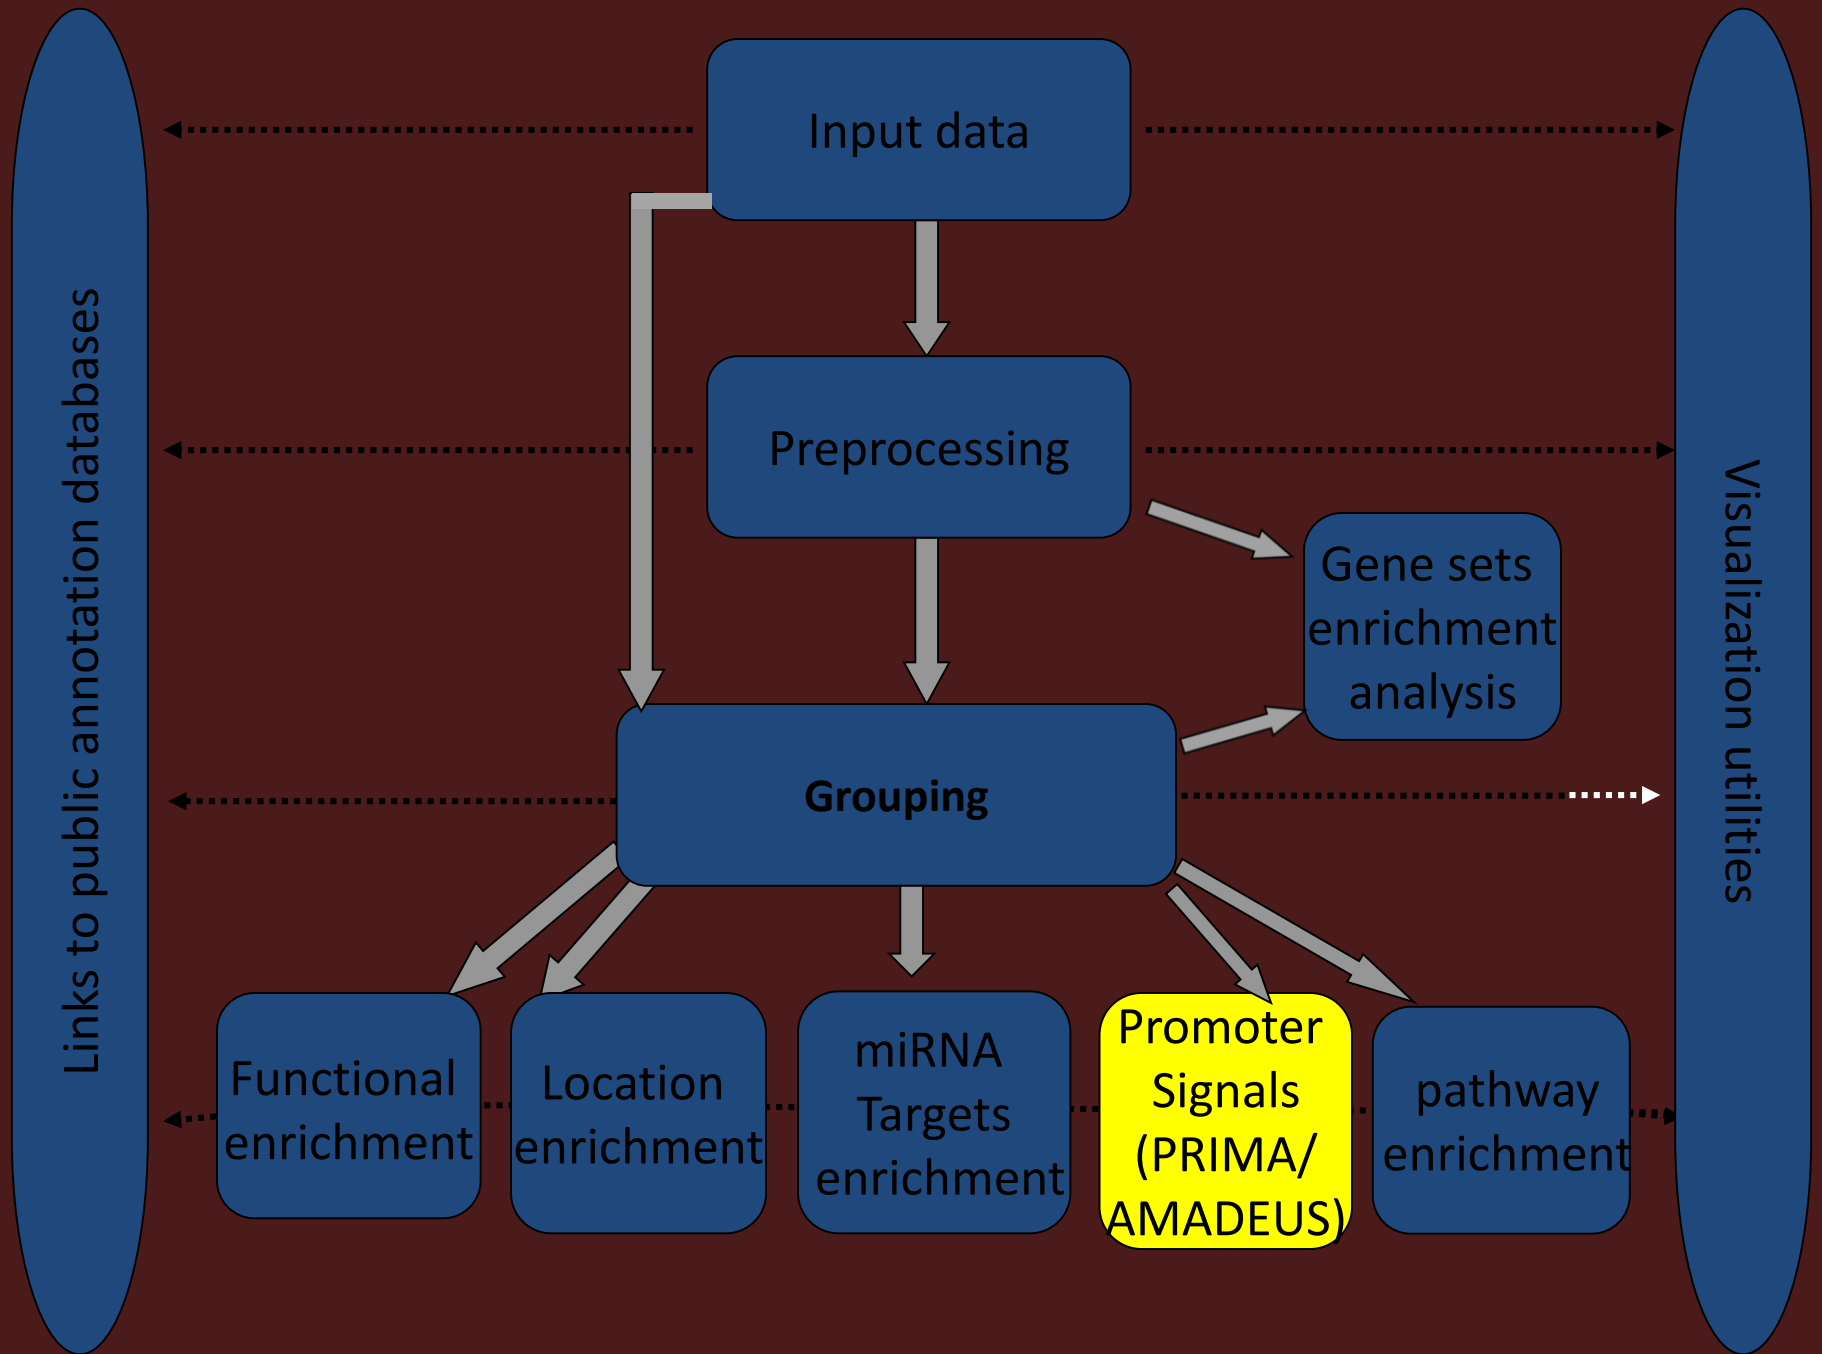 Input data
Links to public annotation databases
Preprocessing
Visualization utilities
Gene sets
enrichment
analysis
Grouping
Functional
enrichment
Location
enrichment
miRNA
Targets
enrichment
Promoter
Signals
(PRIMA/
AMADEUS)
pathway
enrichment